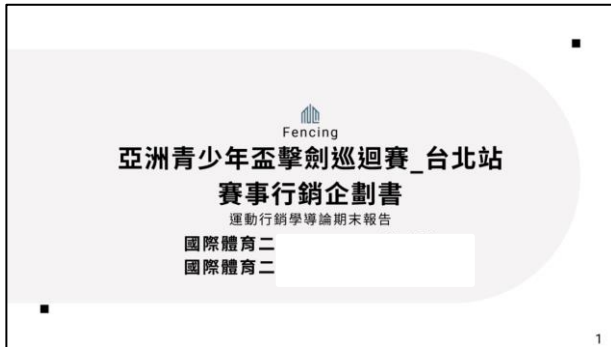 Fencing
亞洲青少年盃擊劍巡迴賽_台北站
賽事行銷企劃書
運動行銷學導論期末報告
國際體育二
國際體育二
1